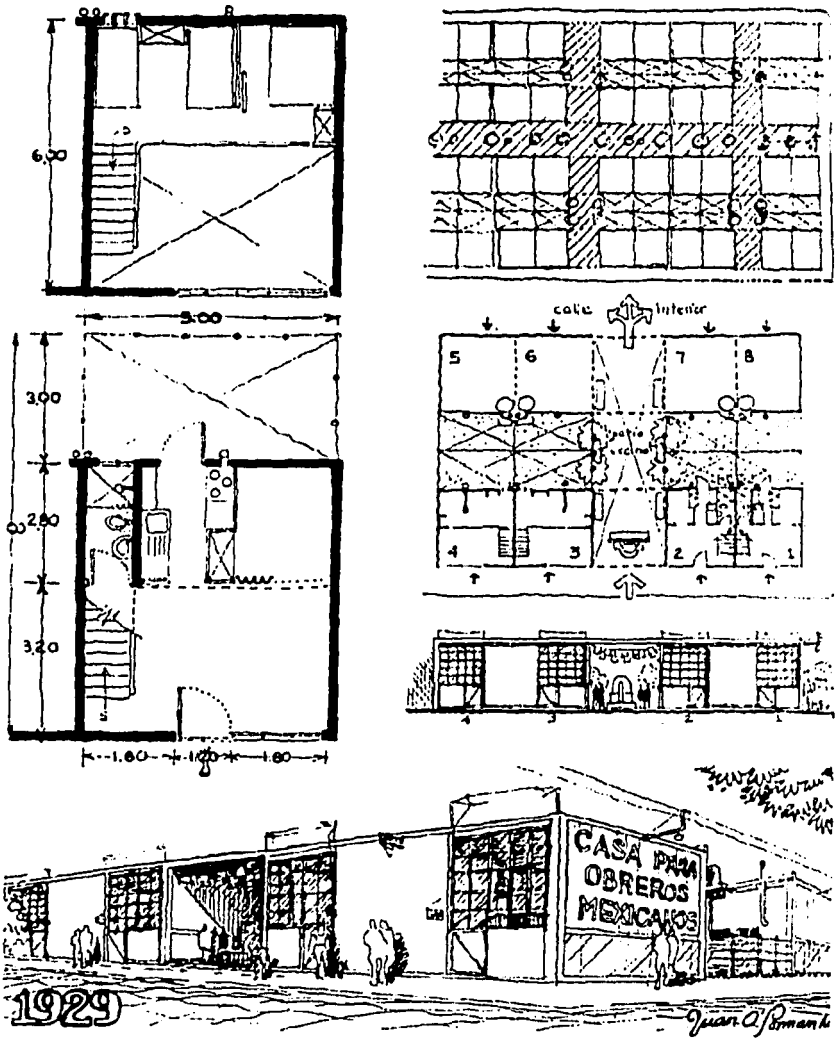 6.00
5.00
3.00
2.80
3.20
1.20
1.80
calle Interior
5 6 7 8
patio
4 3 2 1
4 3 2 1
CASA PARA
OBREROS
MEXICANOS
1929
Juan O'Gorman